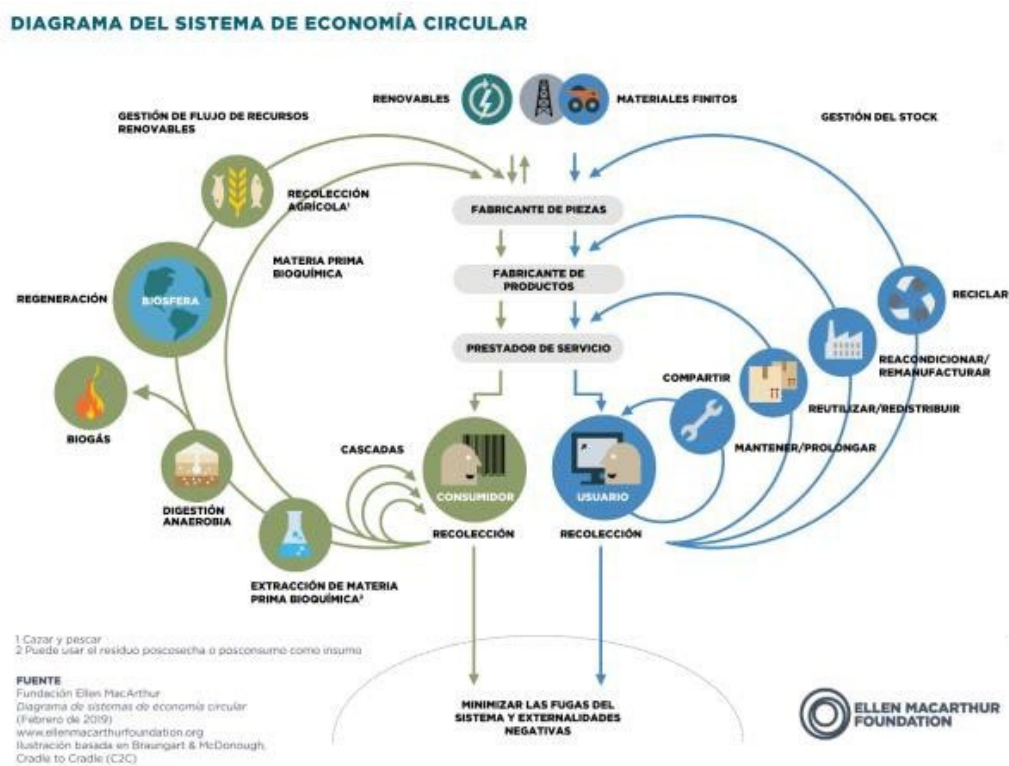 DIAGRAMA DEL SISTEMA DE ECONOMÍA CIRCULAR
RENOVABLES
MATERIALES FINITOS
GESTIÓN DE FLUJO DE RECURSOS
RENOVABLES
GESTIÓN DEL STOCK
RECOLECCIÓN
AGRÍCOLA¹
FABRICANTE DE PIEZAS
MATERIA PRIMA
BIOQUÍMICA
FABRICANTE DE
PRODUCTOS
REGENERACIÓN
BIOSFERA
RECICLAR
PRESTADOR DE SERVICIO
REACONDICIONAR/
REMANUFACTURAR
COMPARTIR
REUTILIZAR/REDISTRIBUIR
BIOGÁS
CASCADAS
MANTENER/PROLONGAR
CONSUMIDOR
USUARIO
DIGESTIÓN
ANAEROBIA
RECOLECCIÓN
RECOLECCIÓN
EXTRACCIÓN DE MATERIA
PRIMA BIOQUÍMICA²
1 Cazar y pescar
2 Puede usar el residuo poscosecha o posconsumo como insumo
FUENTE
Fundación Ellen MacArthur
Diagrama de sistemas de economía circular
(Febrero de 2019)
www.ellenmacarthurfoundation.org
Ilustración basada en Braungart & McDonough,
Cradle to Cradle (C2C)
MINIMIZAR LAS FUGAS DEL
SISTEMA Y EXTERNALIDADES
NEGATIVAS
ELLEN MACARTHUR
FOUNDATION